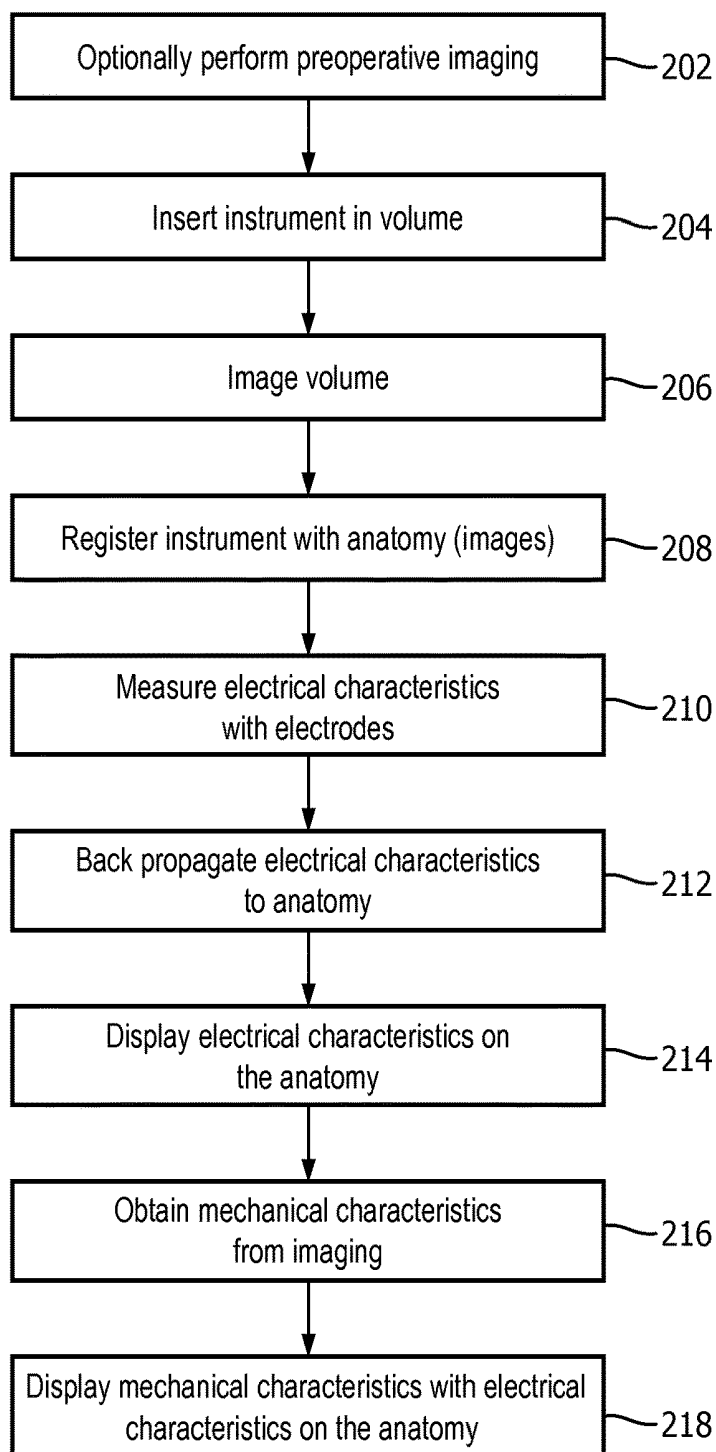 Optionally perform preoperative imaging
202
Insert instrument in volume
204
Image volume
206
Register instrument with anatomy (images)
208
Measure electrical characteristics
with electrodes
210
Back propagate electrical characteristics
to anatomy
212
Display electrical characteristics on
the anatomy
214
Obtain mechanical characteristics
from imaging
216
Display mechanical characteristics with electrical
characteristics on the anatomy
218